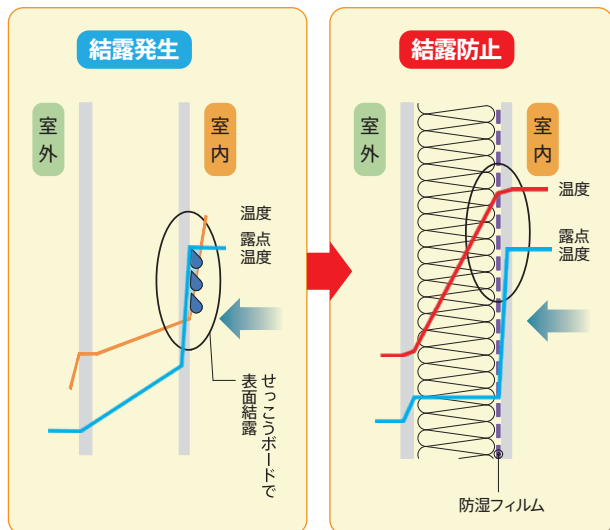 結露発生
室外
室内
温度
露点
温度
せっこうボードで
表面結露
結露防止
室外
室内
温度
露点
温度
防湿フィルム